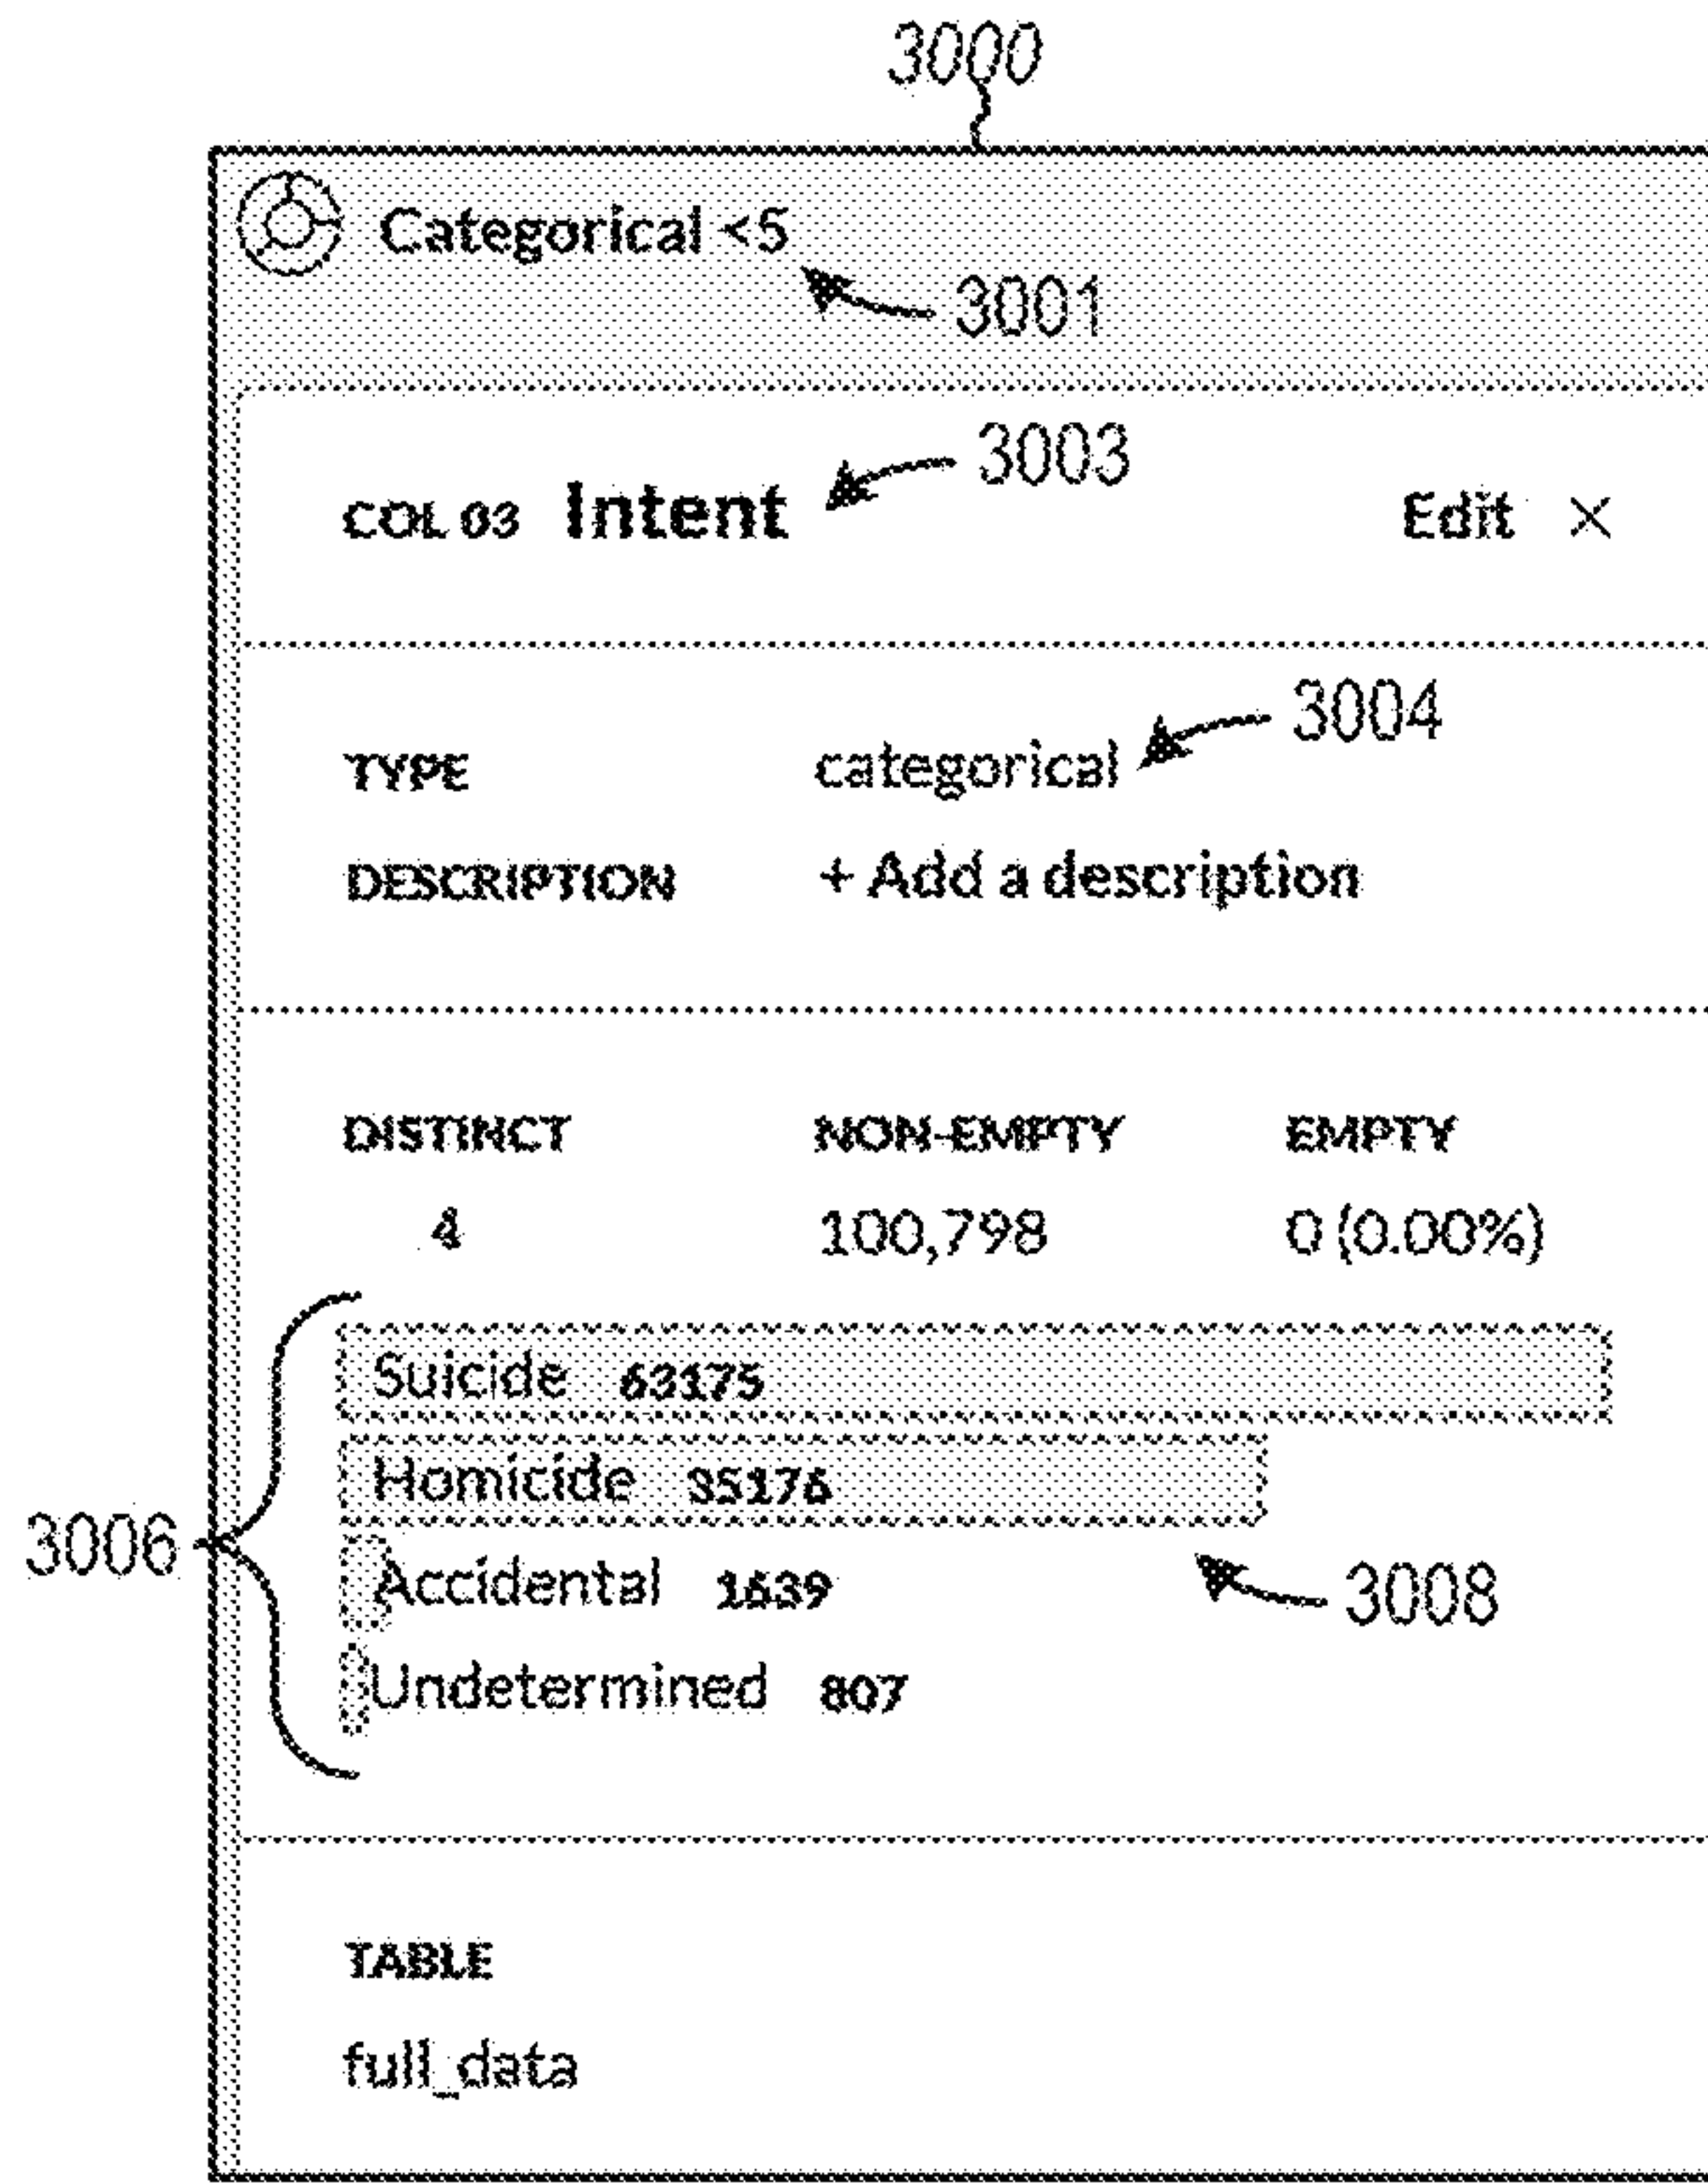 3000
Categorical <5
3001
3003
COL 03 Intent Edit ×
3004
TYPE categorical
DESCRIPTION + Add a description
DISTINCT NON-EMPTY EMPTY
4 100,798 0 (0.00%)
Suicide 63175
Homicide 35176
3006
Accidental 1639
3008
Undetermined 807
TABLE
full_data